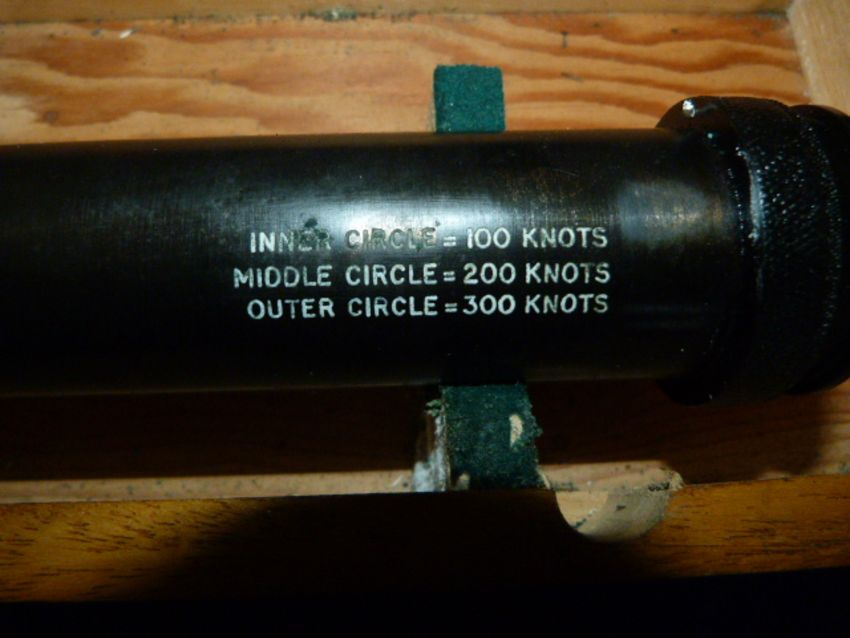 INNER CIRCLE = 100 KNOTS
MIDDLE CIRCLE = 200 KNOTS
OUTER CIRCLE = 300 KNOTS